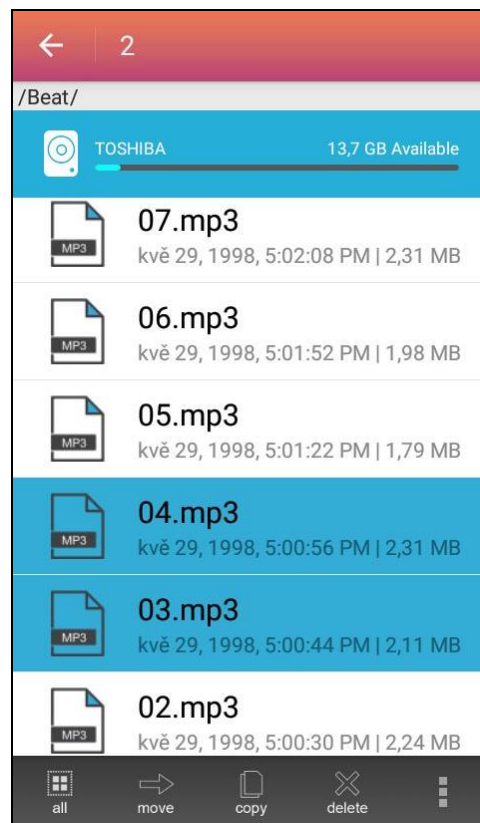 2
/Beat/
TOSHIBA 13,7 GB Available
07.mp3
MP3
kvě 29, 1998, 5:02:08 PM | 2,31 MB
06.mp3
MP3
kvě 29, 1998, 5:01:52 PM | 1,98 MB
05.mp3
MP3
kvě 29, 1998, 5:01:22 PM | 1,79 MB
04.mp3
MP3
kvě 29, 1998, 5:00:56 PM | 2,31 MB
03.mp3
MP3
kvě 29, 1998, 5:00:44 PM | 2,11 MB
02.mp3
MP3
kvě 29, 1998, 5:00:30 PM | 2,24 MB
all move copy delete